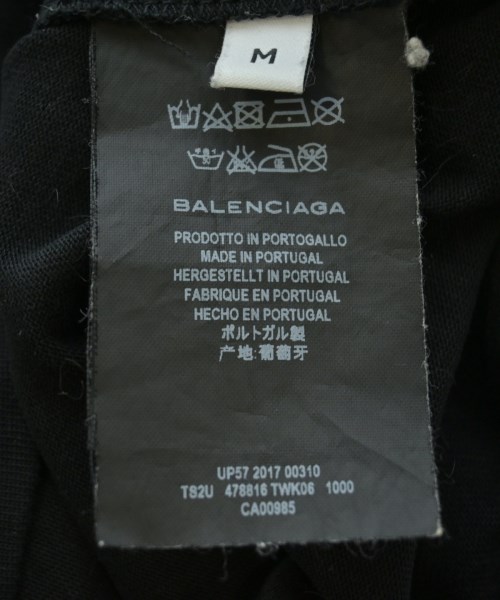 M
BALENCIAGA
PRODOTTO IN PORTOGALLO
MADE IN PORTUGAL
HERGESTELLT IN PORTUGAL
FABRIQUE EN PORTUGAL
HECHO EN PORTUGAL
ポルトガル製
产地:葡萄牙
UP57 2017 00310
TS2U 478816 TWK06 1000
CA00985